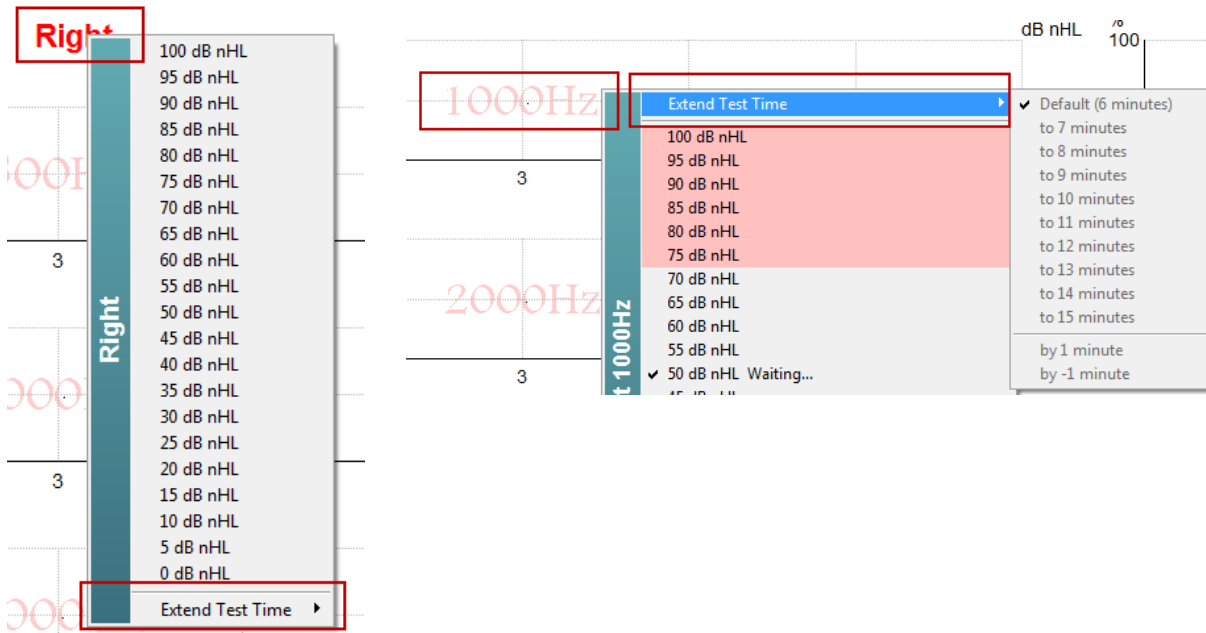 Right
100 dB nHL
95 dB nHL
90 dB nHL
85 dB nHL
80 dB nHL
75 dB nHL
70 dB nHL
65 dB nHL
60 dB nHL
55 dB nHL
50 dB nHL
45 dB nHL
40 dB nHL
35 dB nHL
30 dB nHL
25 dB nHL
20 dB nHL
15 dB nHL
10 dB nHL
5 dB nHL
0 dB nHL
Extend Test Time
Right
3
3
dB nHL
%
100
1000Hz
3
2000Hz
3
Extend Test Time
100 dB nHL
95 dB nHL
90 dB nHL
85 dB nHL
80 dB nHL
75 dB nHL
70 dB nHL
65 dB nHL
60 dB nHL
55 dB nHL
50 dB nHL Waiting...
1000Hz
Default (6 minutes)
to 7 minutes
to 8 minutes
to 9 minutes
to 10 minutes
to 11 minutes
to 12 minutes
to 13 minutes
to 14 minutes
to 15 minutes
by 1 minute
by -1 minute